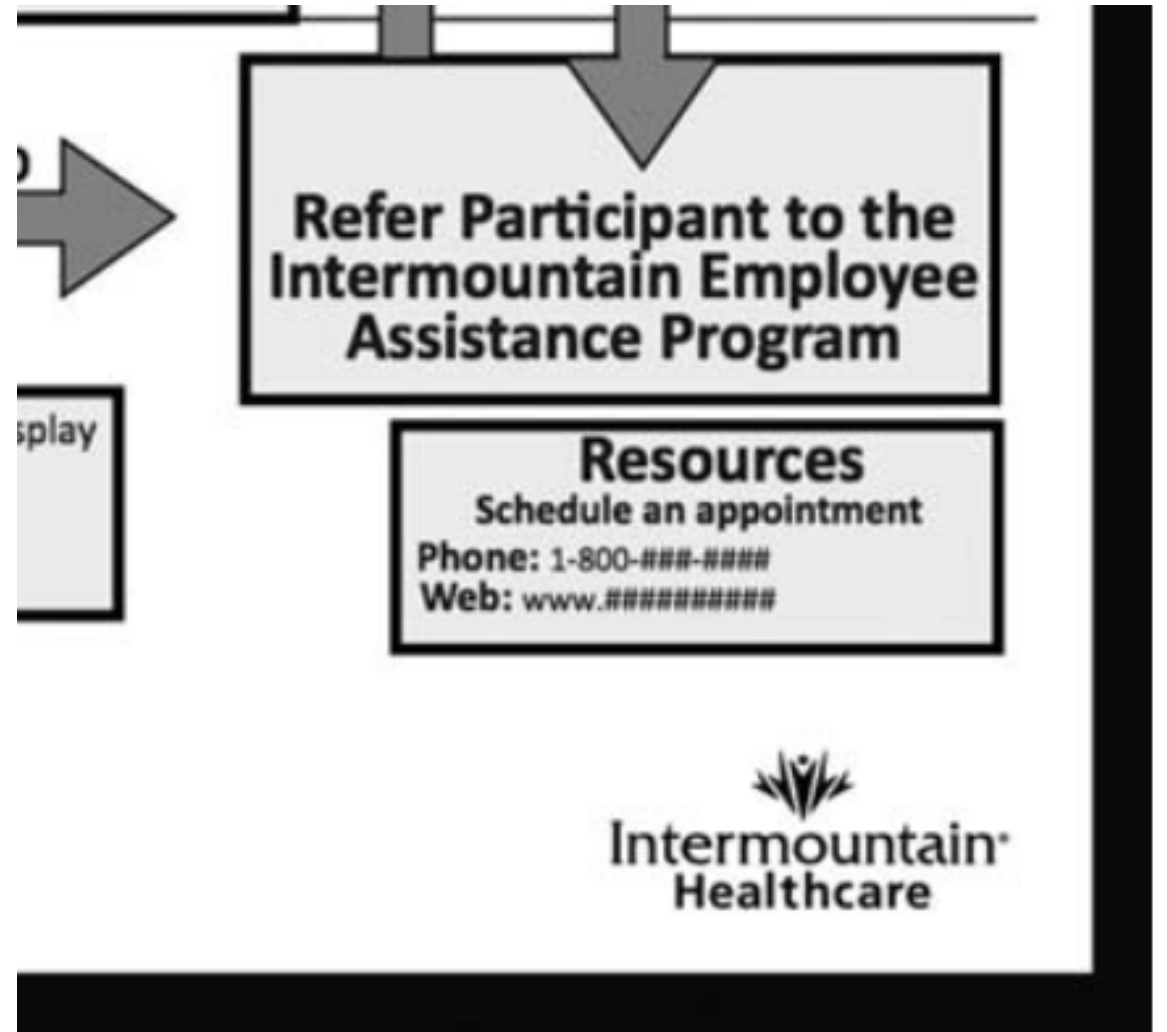 Refer Participant to the
Intermountain Employee
Assistance Program
splay
Resources
Schedule an appointment
Phone: 1-800-###-####
Web: www.##########
Intermountain
Healthcare